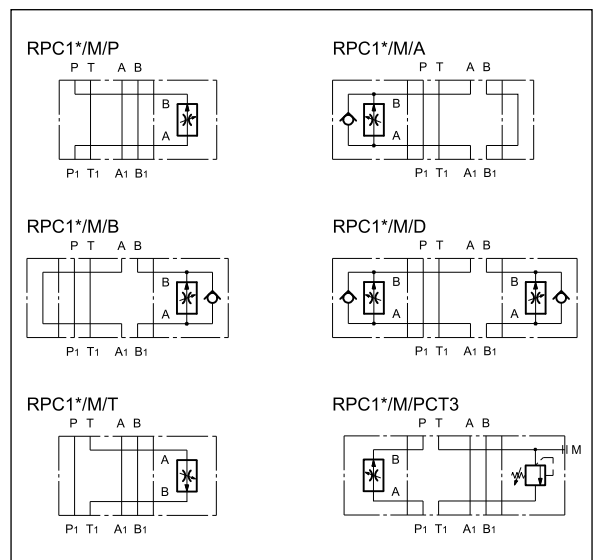 RPC1*/M/P
P T A B
B
A
P1 T1 A1 B1
RPC1*/M/A
P T A B
B
A
P1 T1 A1 B1
RPC1*/M/B
P T A B
B
A
P1 T1 A1 B1
RPC1*/M/D
P T A B
B
B
A
A
P1 T1 A1 B1
RPC1*/M/T
P T A B
A
B
P1 T1 A1 B1
RPC1*/M/PCT3
P T A B
M
B
A
P1 T1 A1 B1